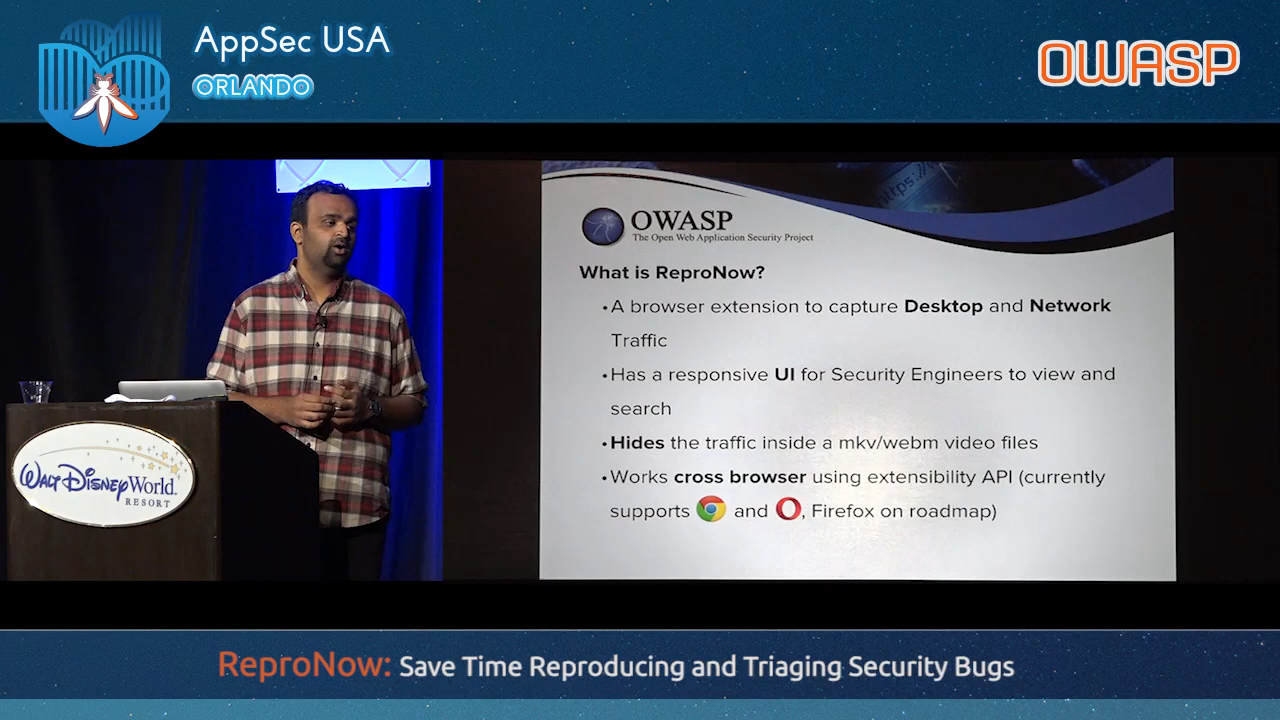 AppSec USA
ORLANDO
OWASP
https://
OWASP
The Open Web Application Security Project
What is ReproNow?
•A browser extension to capture Desktop and Network
Traffic
•Has a responsive UI for Security Engineers to view and
search
•Hides the traffic inside a mkv/webm video files
•Works cross browser using extensibility API (currently
supports and , Firefox on roadmap)
Walt Disney World.
RESORT
ReproNow: Save Time Reproducing and Triaging Security Bugs